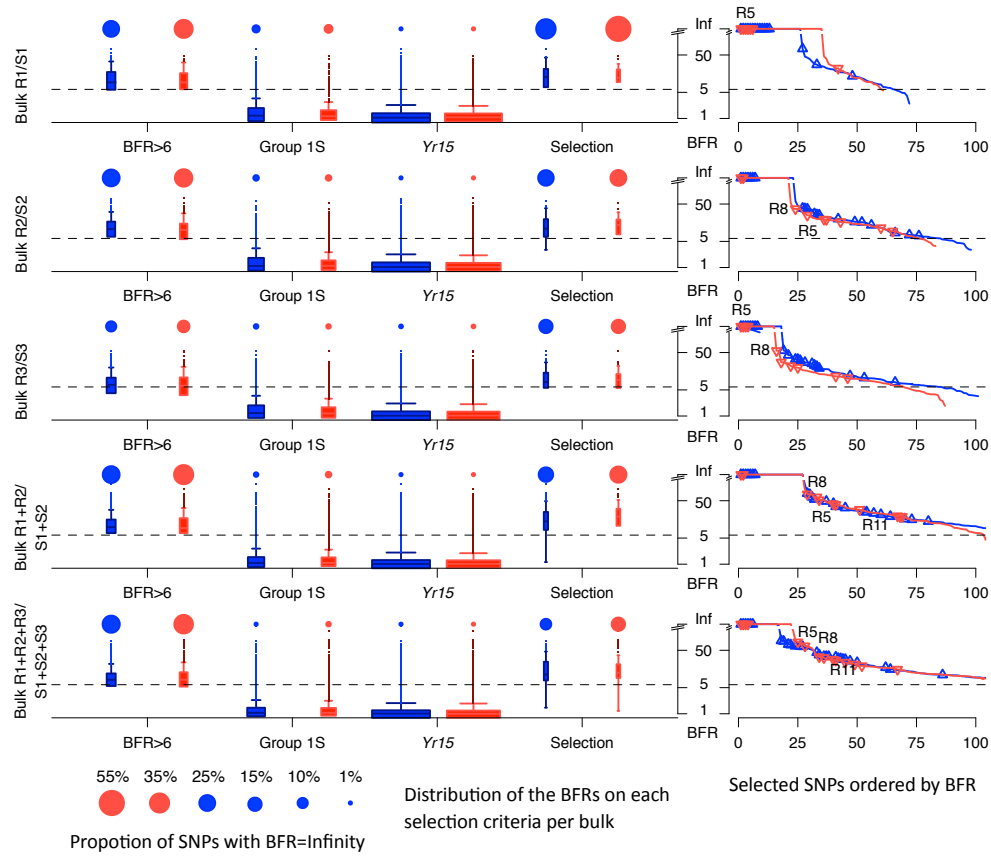 Bulk R1/S1
BFR>6 Group 1S Yr15 Selection
Inf
50
5
1
BFR
R5
0 25 50 75 100
Bulk R2/S2
BFR>6 Group 1S Yr15 Selection
Inf
50
5
1
BFR
R8
R5
0 25 50 75 100
Bulk R3/S3
BFR>6 Group 1S Yr15 Selection
Inf
50
5
1
BFR
R5
R8
0 25 50 75 100
Bulk R1+R2/
S1+S2
BFR>6 Group 1S Yr15 Selection
Inf
50
5
1
BFR
R8
R5
R11
0 25 50 75 100
Bulk R1+R2+R3/
S1+S2+S3
BFR>6 Group 1S Yr15 Selection
Inf
50
5
1
BFR
R5
R8
R11
0 25 50 75 100
55% 35% 25% 15% 10% 1%
Propotion of SNPs with BFR=Infinity
Distribution of the BFRs on each
selection criteria per bulk
Selected SNPs ordered by BFR